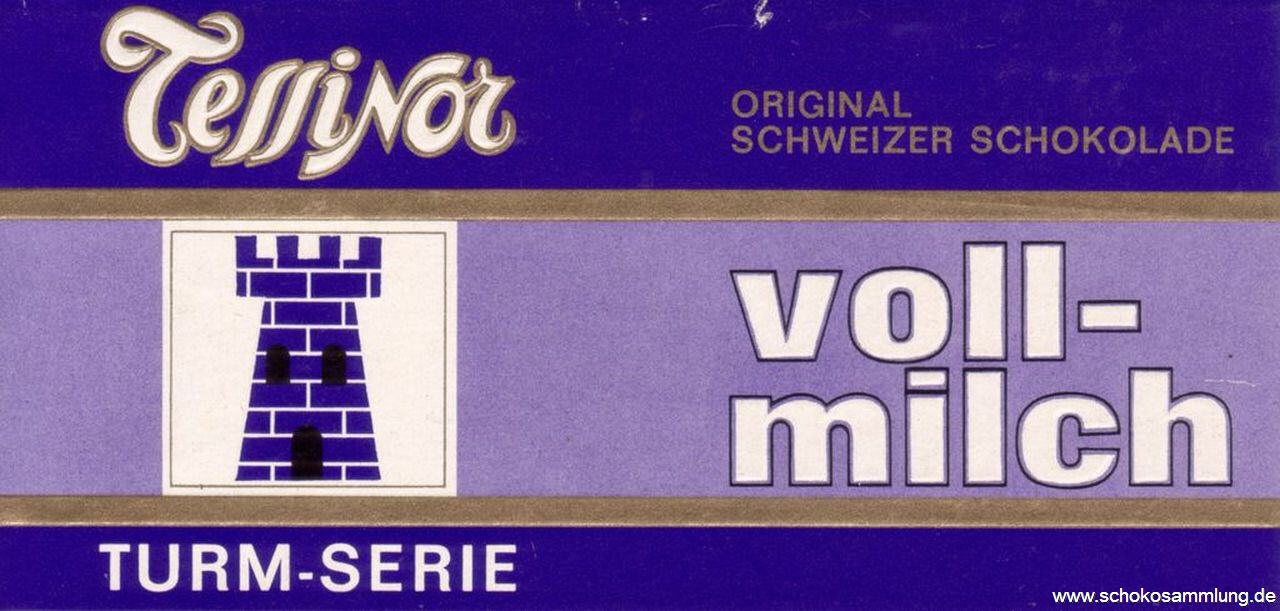 Tessinor
ORIGINAL
SCHWEIZER SCHOKOLADE
voll-
milch
TURM-SERIE
www.schokosammlung.de